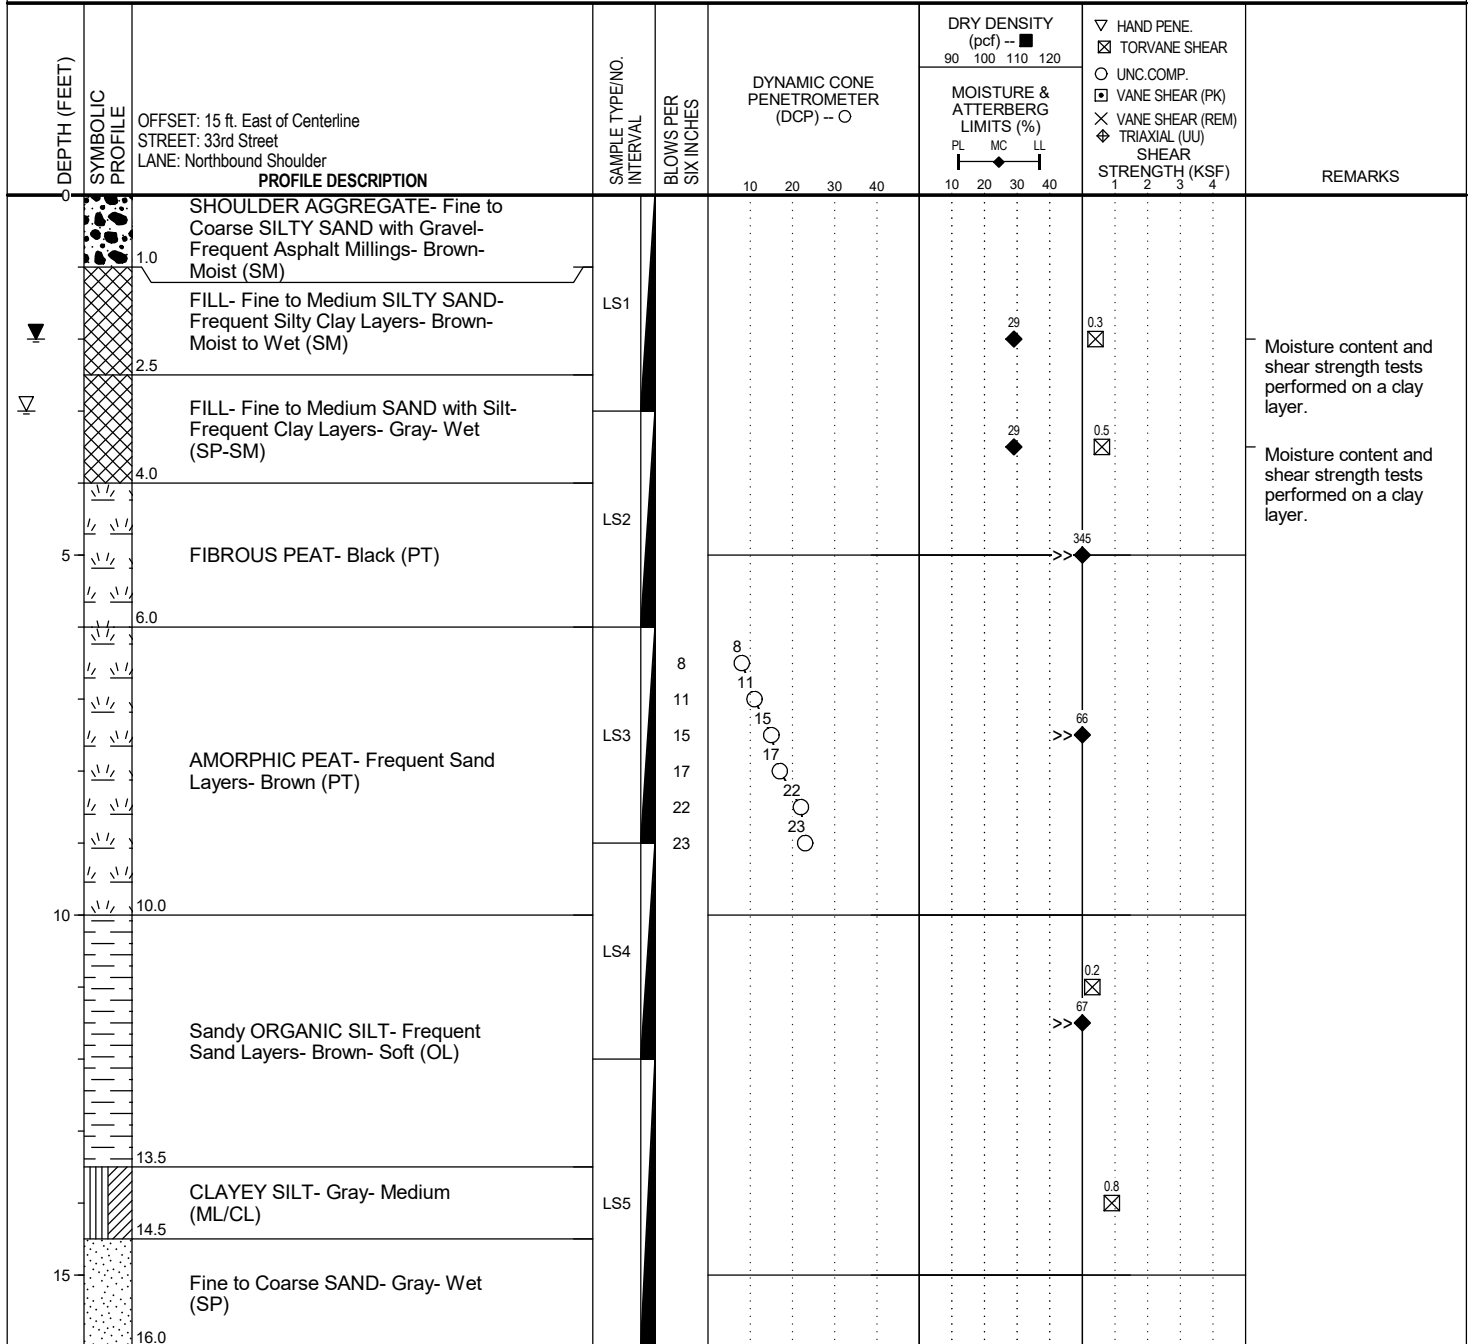 DEPTH (FEET)
SYMBOLIC
PROFILE
OFFSET: 15 ft. East of Centerline
STREET: 33rd Street
LANE: Northbound Shoulder
PROFILE DESCRIPTION
SAMPLE TYPE/NO.
INTERVAL
BLOWS PER
SIX INCHES
DYNAMIC CONE
PENETROMETER
(DCP) -- O
10 20 30 40
DRY DENSITY
(pcf) -- ■
90 100 110 120
MOISTURE &
ATTERBERG
LIMITS (%)
PL MC LL
10 20 30 40
▽ HAND PENE.
⊠ TORVANE SHEAR
○ UNC.COMP.
VANE SHEAR (PK)
× VANE SHEAR (REM)
TRIAXIAL (UU)
SHEAR
STRENGTH (KSF)
1 2 3 4
REMARKS
0
SHOULDER AGGREGATE- Fine to
Coarse SILTY SAND with Gravel-
Frequent Asphalt Millings- Brown-
Moist (SM)
1.0
FILL- Fine to Medium SILTY SAND-
Frequent Silty Clay Layers- Brown-
Moist to Wet (SM)
LS1
29
0.3
Moisture content and
shear strength tests
performed on a clay
layer.
2.5
FILL- Fine to Medium SAND with Silt-
Frequent Clay Layers- Gray- Wet
(SP-SM)
29
0.5
Moisture content and
shear strength tests
performed on a clay
layer.
4.0
LS2
5
FIBROUS PEAT- Black (PT)
345
>>
6.0
8
8
11
11
AMORPHIC PEAT- Frequent Sand
Layers- Brown (PT)
LS3
15
15
66
>>
17
17
22
22
23
23
10
10.0
LS4
0.2
67
>>
Sandy ORGANIC SILT- Frequent
Sand Layers- Brown- Soft (OL)
13.5
CLAYEY SILT- Gray- Medium
(ML/CL)
LS5
0.8
14.5
15
Fine to Coarse SAND- Gray- Wet
(SP)
16.0